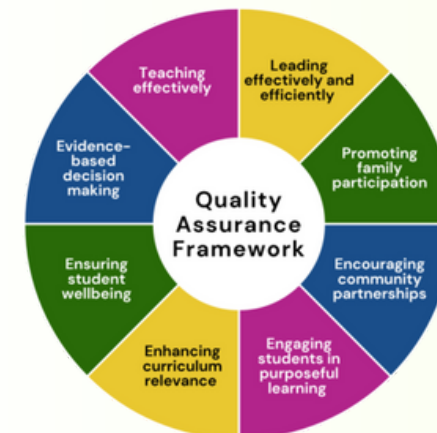 Quality
Assurance
Framework
Leading
effectively and
efficiently
Promoting
family
participation
Encouraging
community
partnerships
Engaging
students in
purposeful
learning
Enhancing
curriculum
relevance
Ensuring
student
wellbeing
Evidence-
based
decision
making
Teaching
effectively